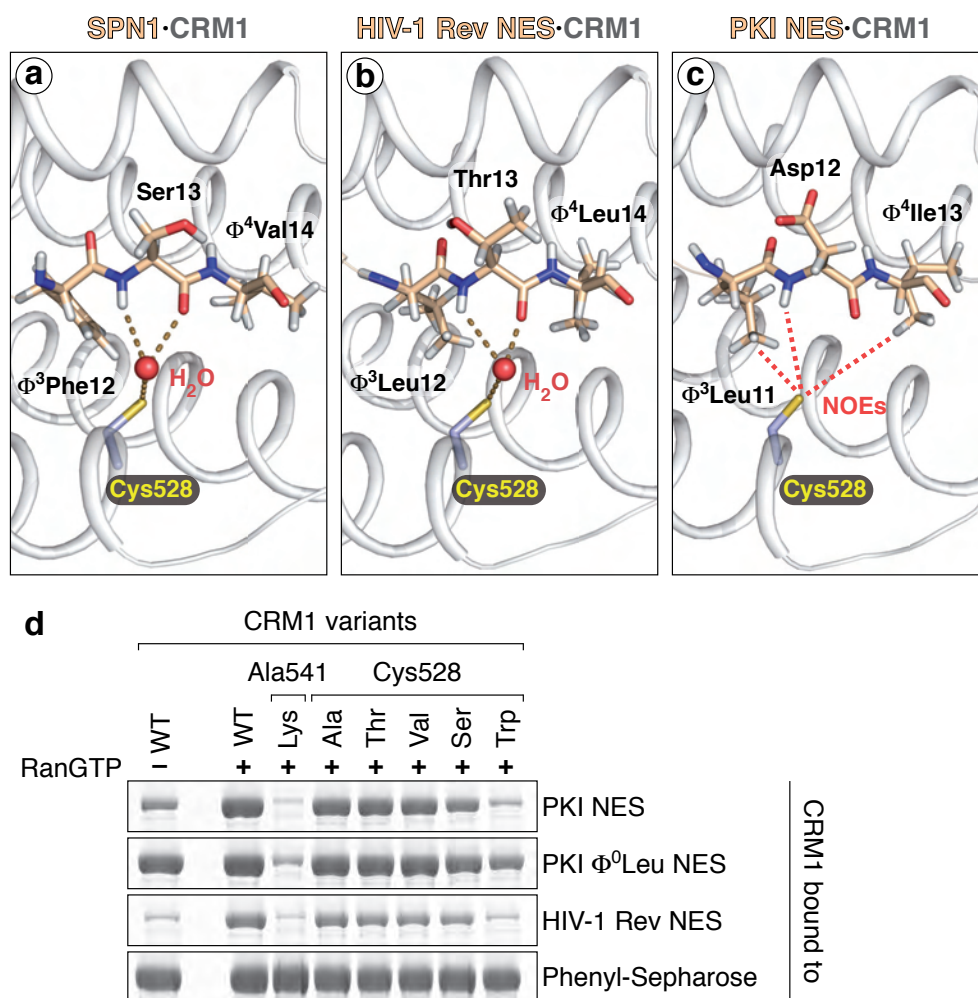 SPN1·CRM1
HIV-1 Rev NES·CRM1
PKI NES·CRM1
a
Ser13
Φ⁴Val14
Φ³Phe12
H₂O
Cys528
b
Thr13
Φ⁴Leu14
Φ³Leu12
H₂O
Cys528
c
Asp12
Φ⁴Ile13
Φ³Leu11
NOEs
Cys528
d
CRM1 variants
Ala541 Cys528
WT WT Lys Ala Thr Val Ser Trp
RanGTP – + + + + + + +
PKI NES
PKI Φ⁰Leu NES
HIV-1 Rev NES
Phenyl-Sepharose
CRM1 bound to